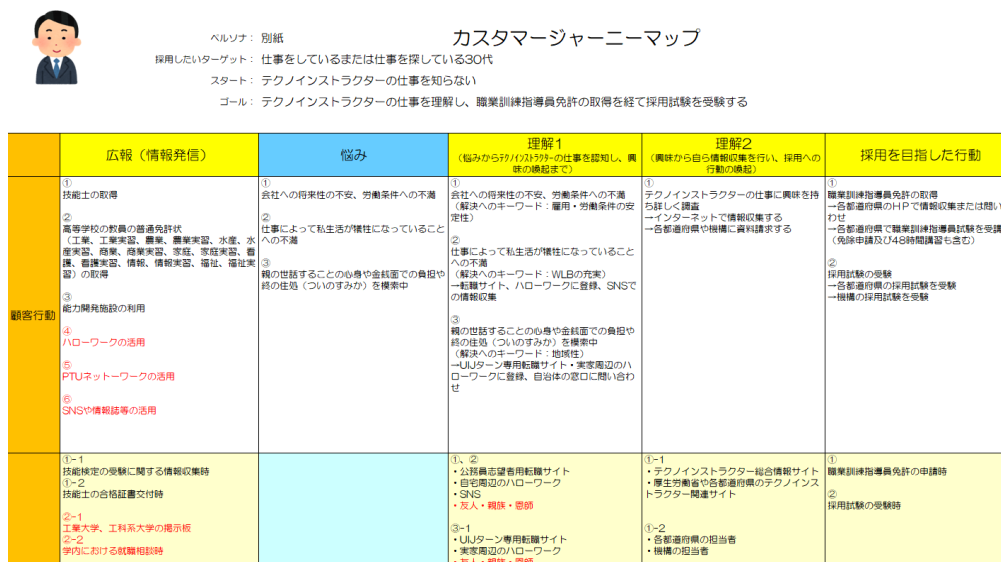 カスタマージャーニーマップ
ペルソナ： 別紙
採用したいターゲット： 仕事をしているまたは仕事を探している30代
スタート： テクノインストラクターの仕事を知らない
ゴール： テクノインストラクターの仕事を理解し、職業訓練指導員免許の取得を経て採用試験を受験する
広報（情報発信）
悩み
理解1
（悩みからテクノインストラクターの仕事を認知し、興
味の喚起まで）
理解2
（興味から自ら情報収集を行い、採用への
行動の喚起）
採用を目指した行動
顧客行動
①
技能士の取得
②
高等学校の教員の普通免許状
（工業、工業実習、農業、農業実習、水産、水
産実習、商業、商業実習、家庭、家庭実習、看
護、看護実習、情報、情報実習、福祉、福祉実
習）の取得
③
能力開発施設の利用
④
ハローワークの活用
⑤
PTUネットーワークの活用
⑥
SNSや情報誌等の活用
①
会社への将来性の不安、労働条件への不満
②
仕事によって私生活が犠牲になっていること
への不満
③
親の世話することの心身や金銭面での負担や
終の住処（ついのすみか）を模索中
①
会社への将来性の不安、労働条件への不満
（解決へのキーワード：雇用・労働条件の安
定性）
②
仕事によって私生活が犠牲になっていること
への不満
（解決へのキーワード：WLBの充実）
→転職サイト、ハローワークに登録、SNSで
の情報収集
③
親の世話することの心身や金銭面での負担や
終の住処（ついのすみか）を模索中
（解決へのキーワード：地域性）
→UIJターン専用転職サイト・実家周辺のハ
ローワークに登録、自治体の窓口に問い合わ
せ
①
テクノインストラクターの仕事に興味を持
ち詳しく調査
→インターネットで情報収集する
→各都道府県や機構に資料請求する
①
職業訓練指導員免許の取得
→各都道府県のHPで情報収集または問い
わせ
→各都道府県で職業訓練指導員試験を受講
（免除申請及び48時間講習も含む）
②
採用試験の受験
→各都道府県の採用試験を受験
→機構の採用試験を受験
①-1
技能検定の受験に関する情報収集時
①-2
技能士の合格証書交付時
②-1
工業大学、工科系大学の掲示板
②-2
学内における就職相談時
①、②
・公務員志望者用転職サイト
・自宅周辺のハローワーク
・SNS
・友人・親族・恩師
③-1
・UIJターン専用転職サイト
・実家周辺のハローワーク
・友人・親族・恩師
①-1
・テクノインストラクター総合情報サイト
・厚生労働省や各都道府県のテクノインス
トラクター関連サイト
①-2
・各都道府県の担当者
・機構の担当者
①
職業訓練指導員免許の申請時
②
採用試験の受験時